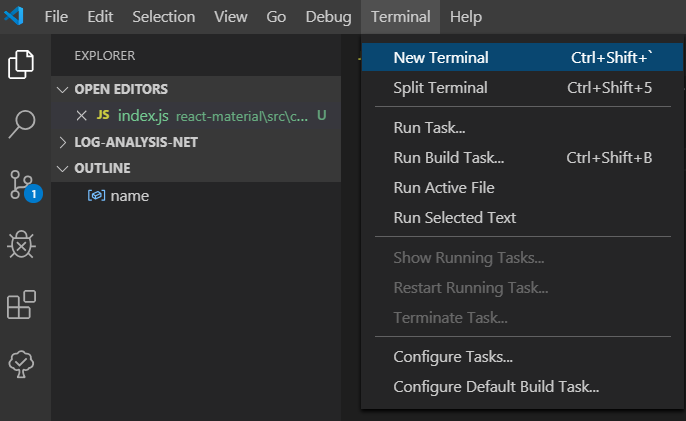 File Edit Selection View Go Debug Terminal Help
EXPLORER
OPEN EDITORS
JS index.js react-material\src\c... U
LOG-ANALYSIS-NET
OUTLINE
name
1
New Terminal Ctrl+Shift+`
Split Terminal Ctrl+Shift+5
Run Task...
Run Build Task... Ctrl+Shift+B
Run Active File
Run Selected Text
Show Running Tasks...
Restart Running Task...
Terminate Task...
Configure Tasks...
Configure Default Build Task...